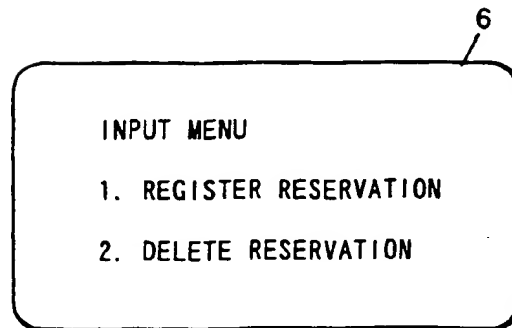 6
INPUT MENU
1. REGISTER RESERVATION
2. DELETE RESERVATION